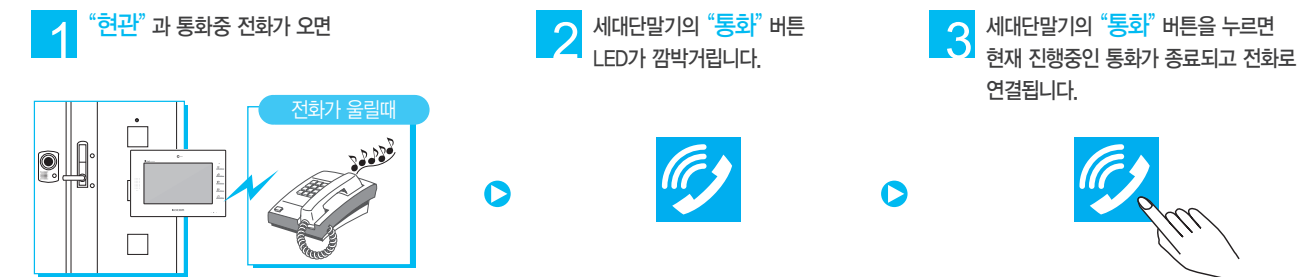 1 “현관” 과 통화중 전화가 오면
전화가 울릴때
2 세대단말기의 “통화” 버튼
LED가 깜박거립니다.
3 세대단말기의 “통화” 버튼을 누르면
현재 진행중인 통화가 종료되고 전화로
연결됩니다.